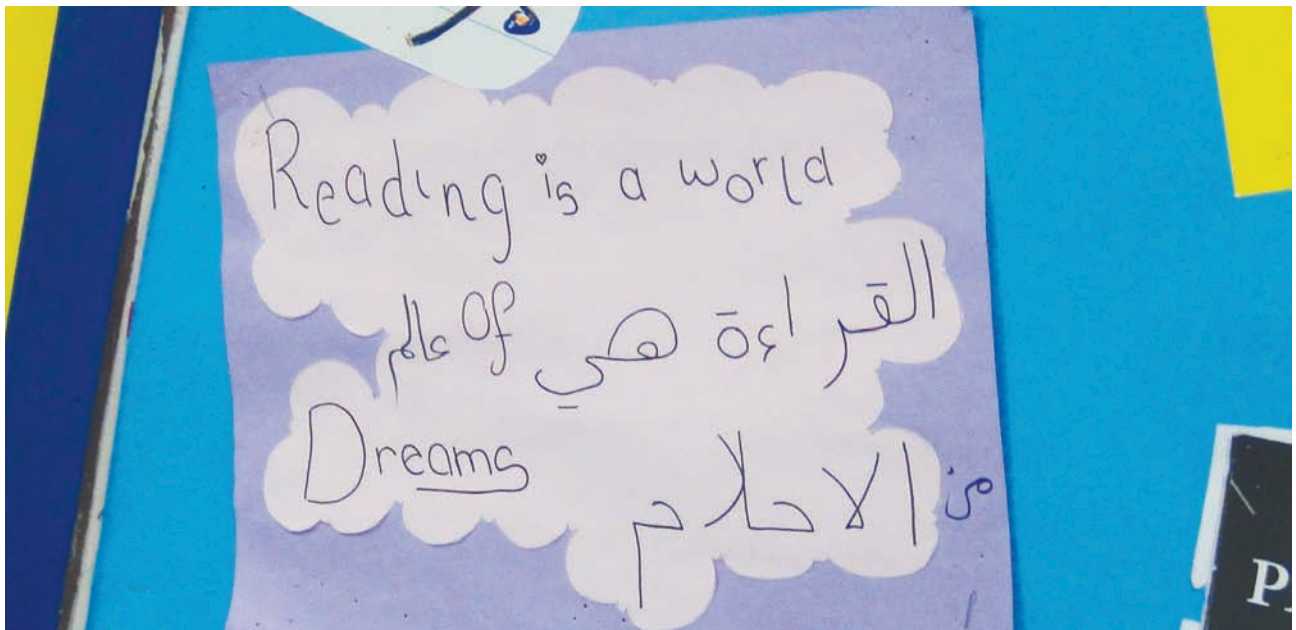 Reading is a world
القراءة هي عالم of
Dreams من الاحلام